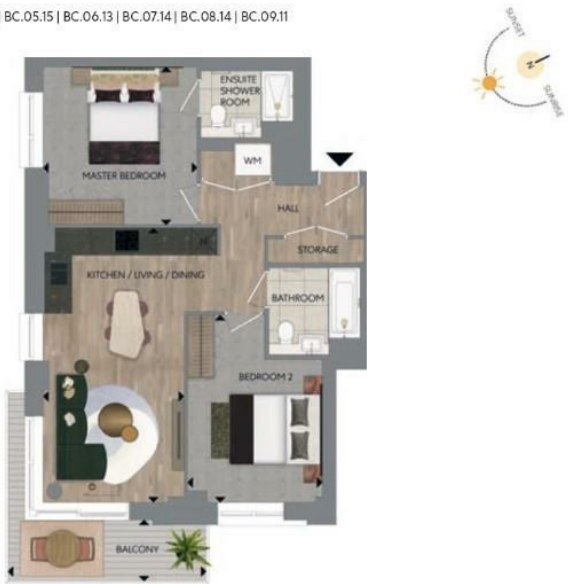 | BC.05.15 | BC.06.13 | BC.07.14 | BC.08.14 | BC.09.11
SUNSET
N
SUNRISE
ENSUITE
SHOWER
ROOM
WM
MASTER BEDROOM
HALL
STORAGE
KITCHEN / LIVING / DINING
BATHROOM
BEDROOM 2
BALCONY